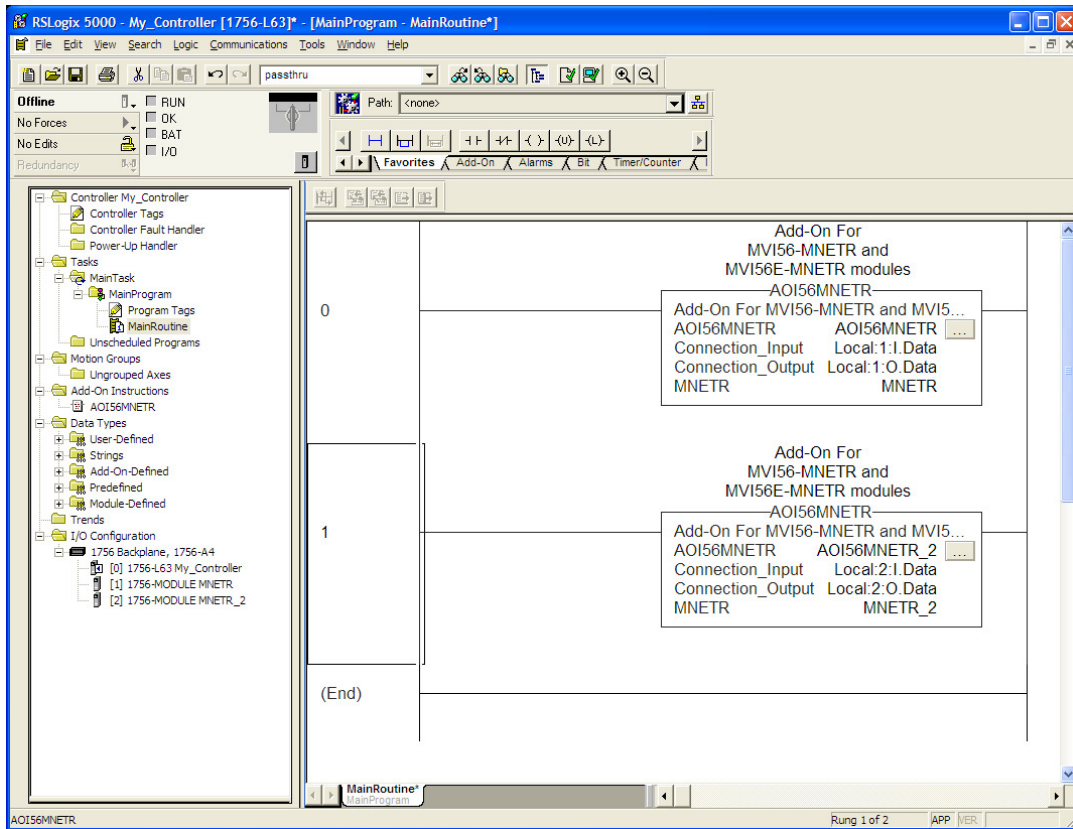 RSLogix 5000 - My_Controller [1756-L63]* - [MainProgram - MainRoutine*]
File Edit View Search Logic Communications Tools Window Help
passthru
Offline
RUN
No Forces
OK
No Edits
BAT
Redundancy
I/O
Path: <none>
Favorites Add-On Alarms Bit Timer/Counter
Controller My_Controller
Controller Tags
Controller Fault Handler
Power-Up Handler
Tasks
MainTask
MainProgram
Program Tags
MainRoutine
Unscheduled Programs
Motion Groups
Ungrouped Axes
Add-On Instructions
AOI56MNETR
Data Types
User-Defined
Strings
Add-On-Defined
Predefined
Module-Defined
Trends
I/O Configuration
1756 Backplane, 1756-A4
[0] 1756-L63 My_Controller
[1] 1756-MODULE MNETR
[2] 1756-MODULE MNETR_2
Add-On For
MVI56-MNETR and
MVI56E-MNETR modules
AOI56MNETR
0
Add-On For MVI56-MNETR and MVI5...
AOI56MNETR AOI56MNETR ...
Connection_Input Local:1:I.Data
Connection_Output Local:1:O.Data
MNETR MNETR
Add-On For
MVI56-MNETR and
MVI56E-MNETR modules
AOI56MNETR
1
Add-On For MVI56-MNETR and MVI5...
AOI56MNETR AOI56MNETR_2 ...
Connection_Input Local:2:I.Data
Connection_Output Local:2:O.Data
MNETR MNETR_2
(End)
MainRoutine*
MainProgram
AOI56MNETR
Rung 1 of 2 APP VER